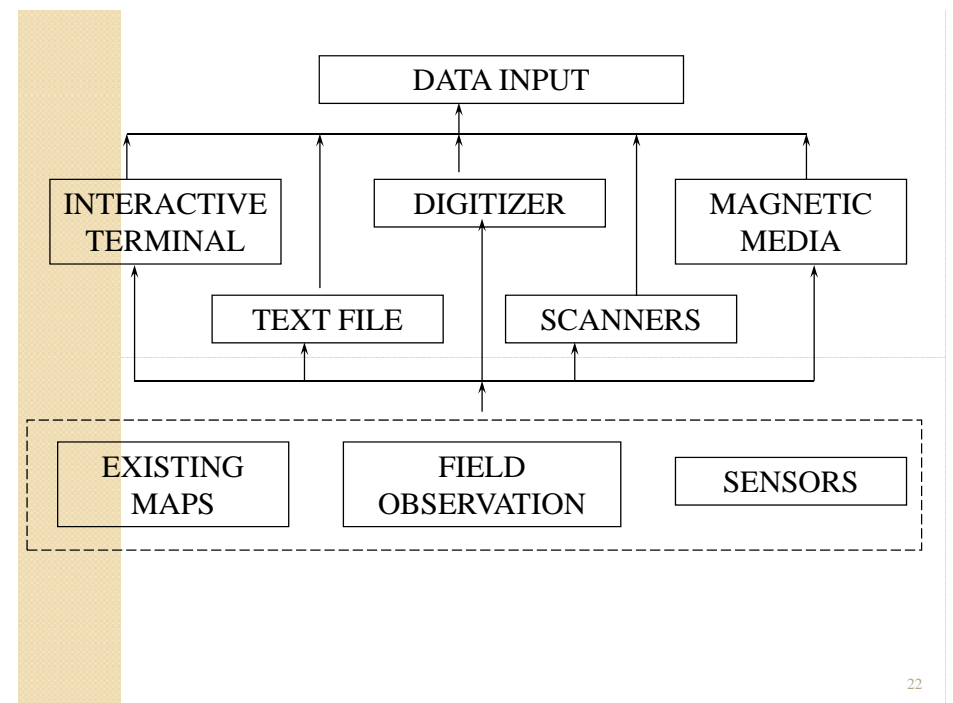 DATA INPUT
INTERACTIVE
TERMINAL
DIGITIZER
MAGNETIC
MEDIA
TEXT FILE
SCANNERS
EXISTING
MAPS
FIELD
OBSERVATION
SENSORS
22